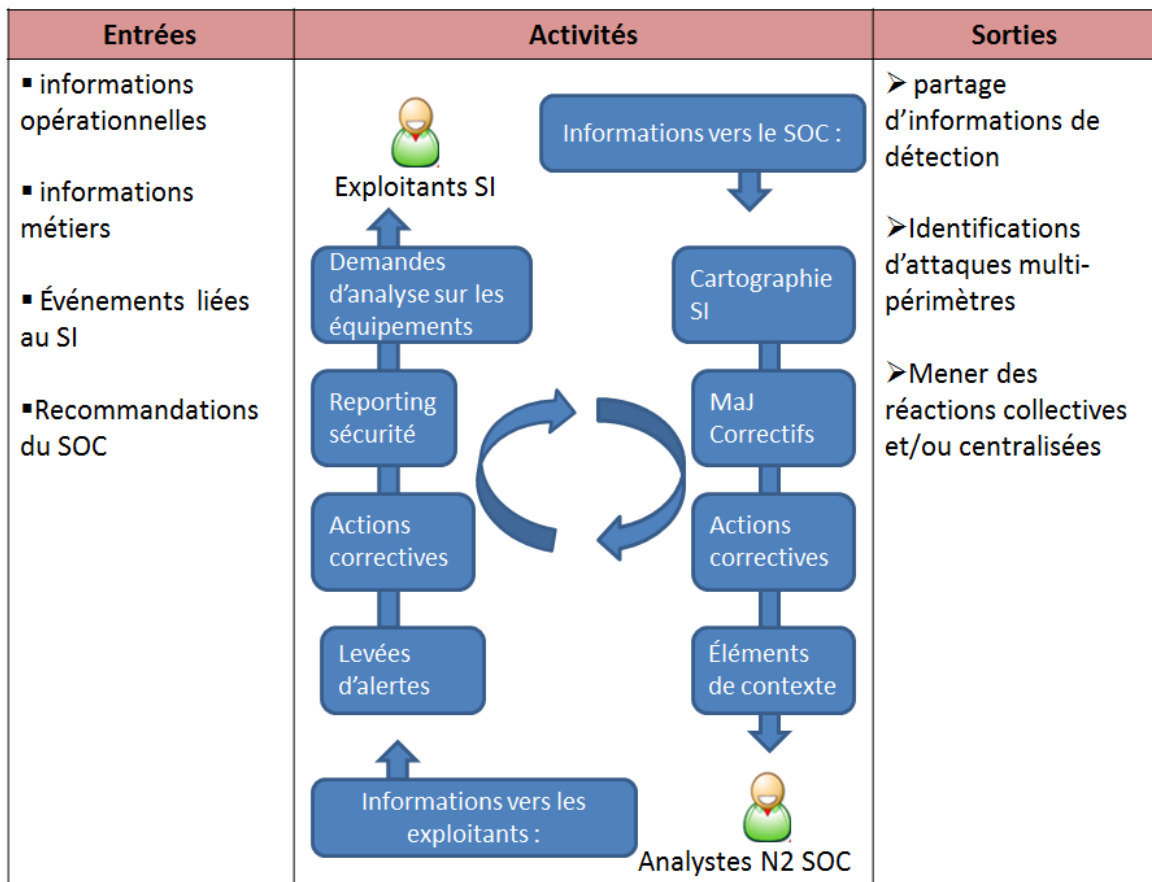 Entrées
Activités
Sorties
▪ informations
opérationnelles
▪ informations
métiers
▪ Événements liées
au SI
▪Recommandations
du SOC
Exploitants SI
Demandes
d'analyse sur les
équipements
Reporting
sécurité
Actions
correctives
Levées
d'alertes
Informations vers les
exploitants :
Informations vers le SOC :
Cartographie
SI
MaJ
Correctifs
Actions
correctives
Éléments
de contexte
Analystes N2 SOC
➢ partage
d'informations de
détection
➢Identifications
d'attaques multi-
périmètres
➢Mener des
réactions collectives
et/ou centralisées